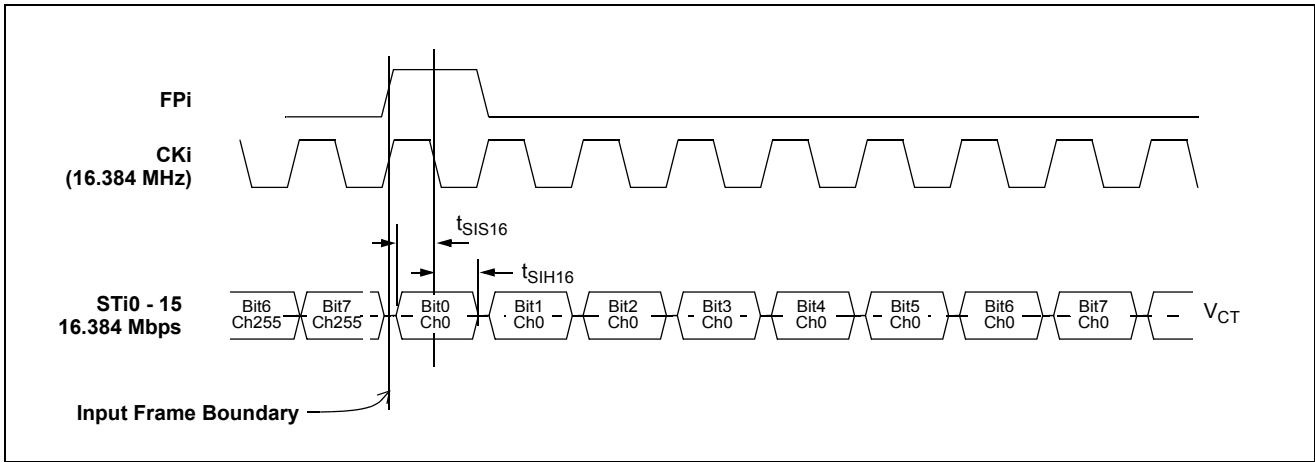 FPi
CKi
(16.384 MHz)
tSIS16
tSIH16
STi0 - 15
16.384 Mbps
Bit6
Ch255
Bit7
Ch255
Bit0
Ch0
Bit1
Ch0
Bit2
Ch0
Bit3
Ch0
Bit4
Ch0
Bit5
Ch0
Bit6
Ch0
Bit7
Ch0
VCT
Input Frame Boundary